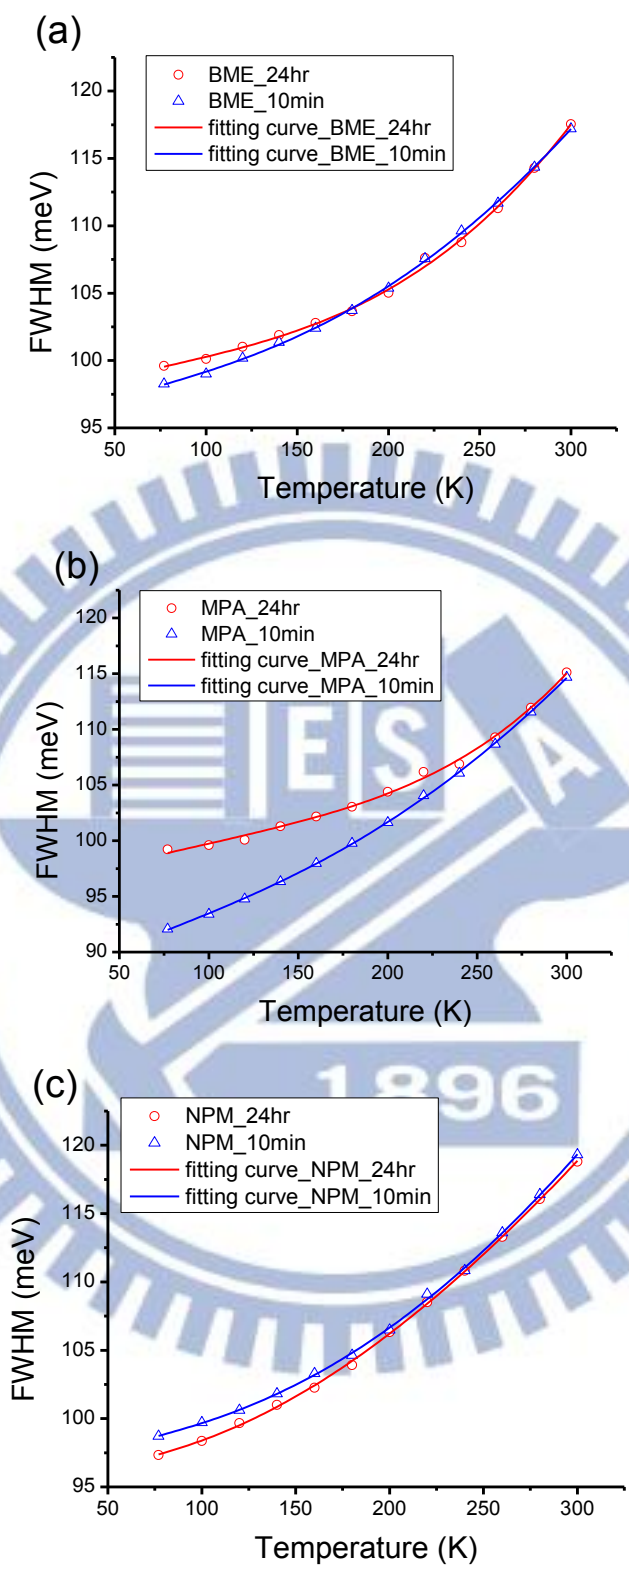 (a)
120
115
110
105
100
95
50
100
150
200
250
300
FWHM (meV)
Temperature (K)
BME_24hr
BME_10min
fitting curve_BME_24hr
fitting curve_BME_10min
(b)
120
115
110
105
100
95
90
50
100
150
200
250
300
FWHM (meV)
Temperature (K)
MPA_24hr
MPA_10min
fitting curve_MPA_24hr
fitting curve_MPA_10min
ESA
1896
(c)
120
115
110
105
100
95
50
100
150
200
250
300
FWHM (meV)
Temperature (K)
NPM_24hr
NPM_10min
fitting curve_NPM_24hr
fitting curve_NPM_10min